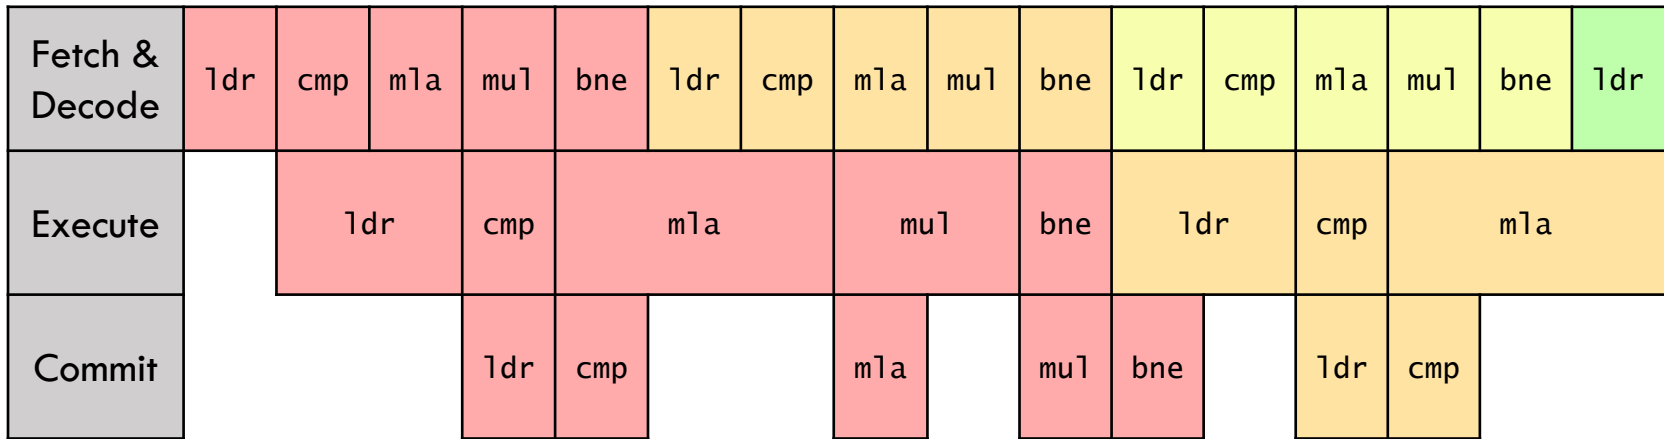 Fetch &
Decode
ldr cmp mla mul bne ldr cmp mla mul bne ldr cmp mla mul bne ldr
Execute
ldr cmp mla mul bne ldr cmp mla
Commit
ldr cmp mla mul bne ldr cmp